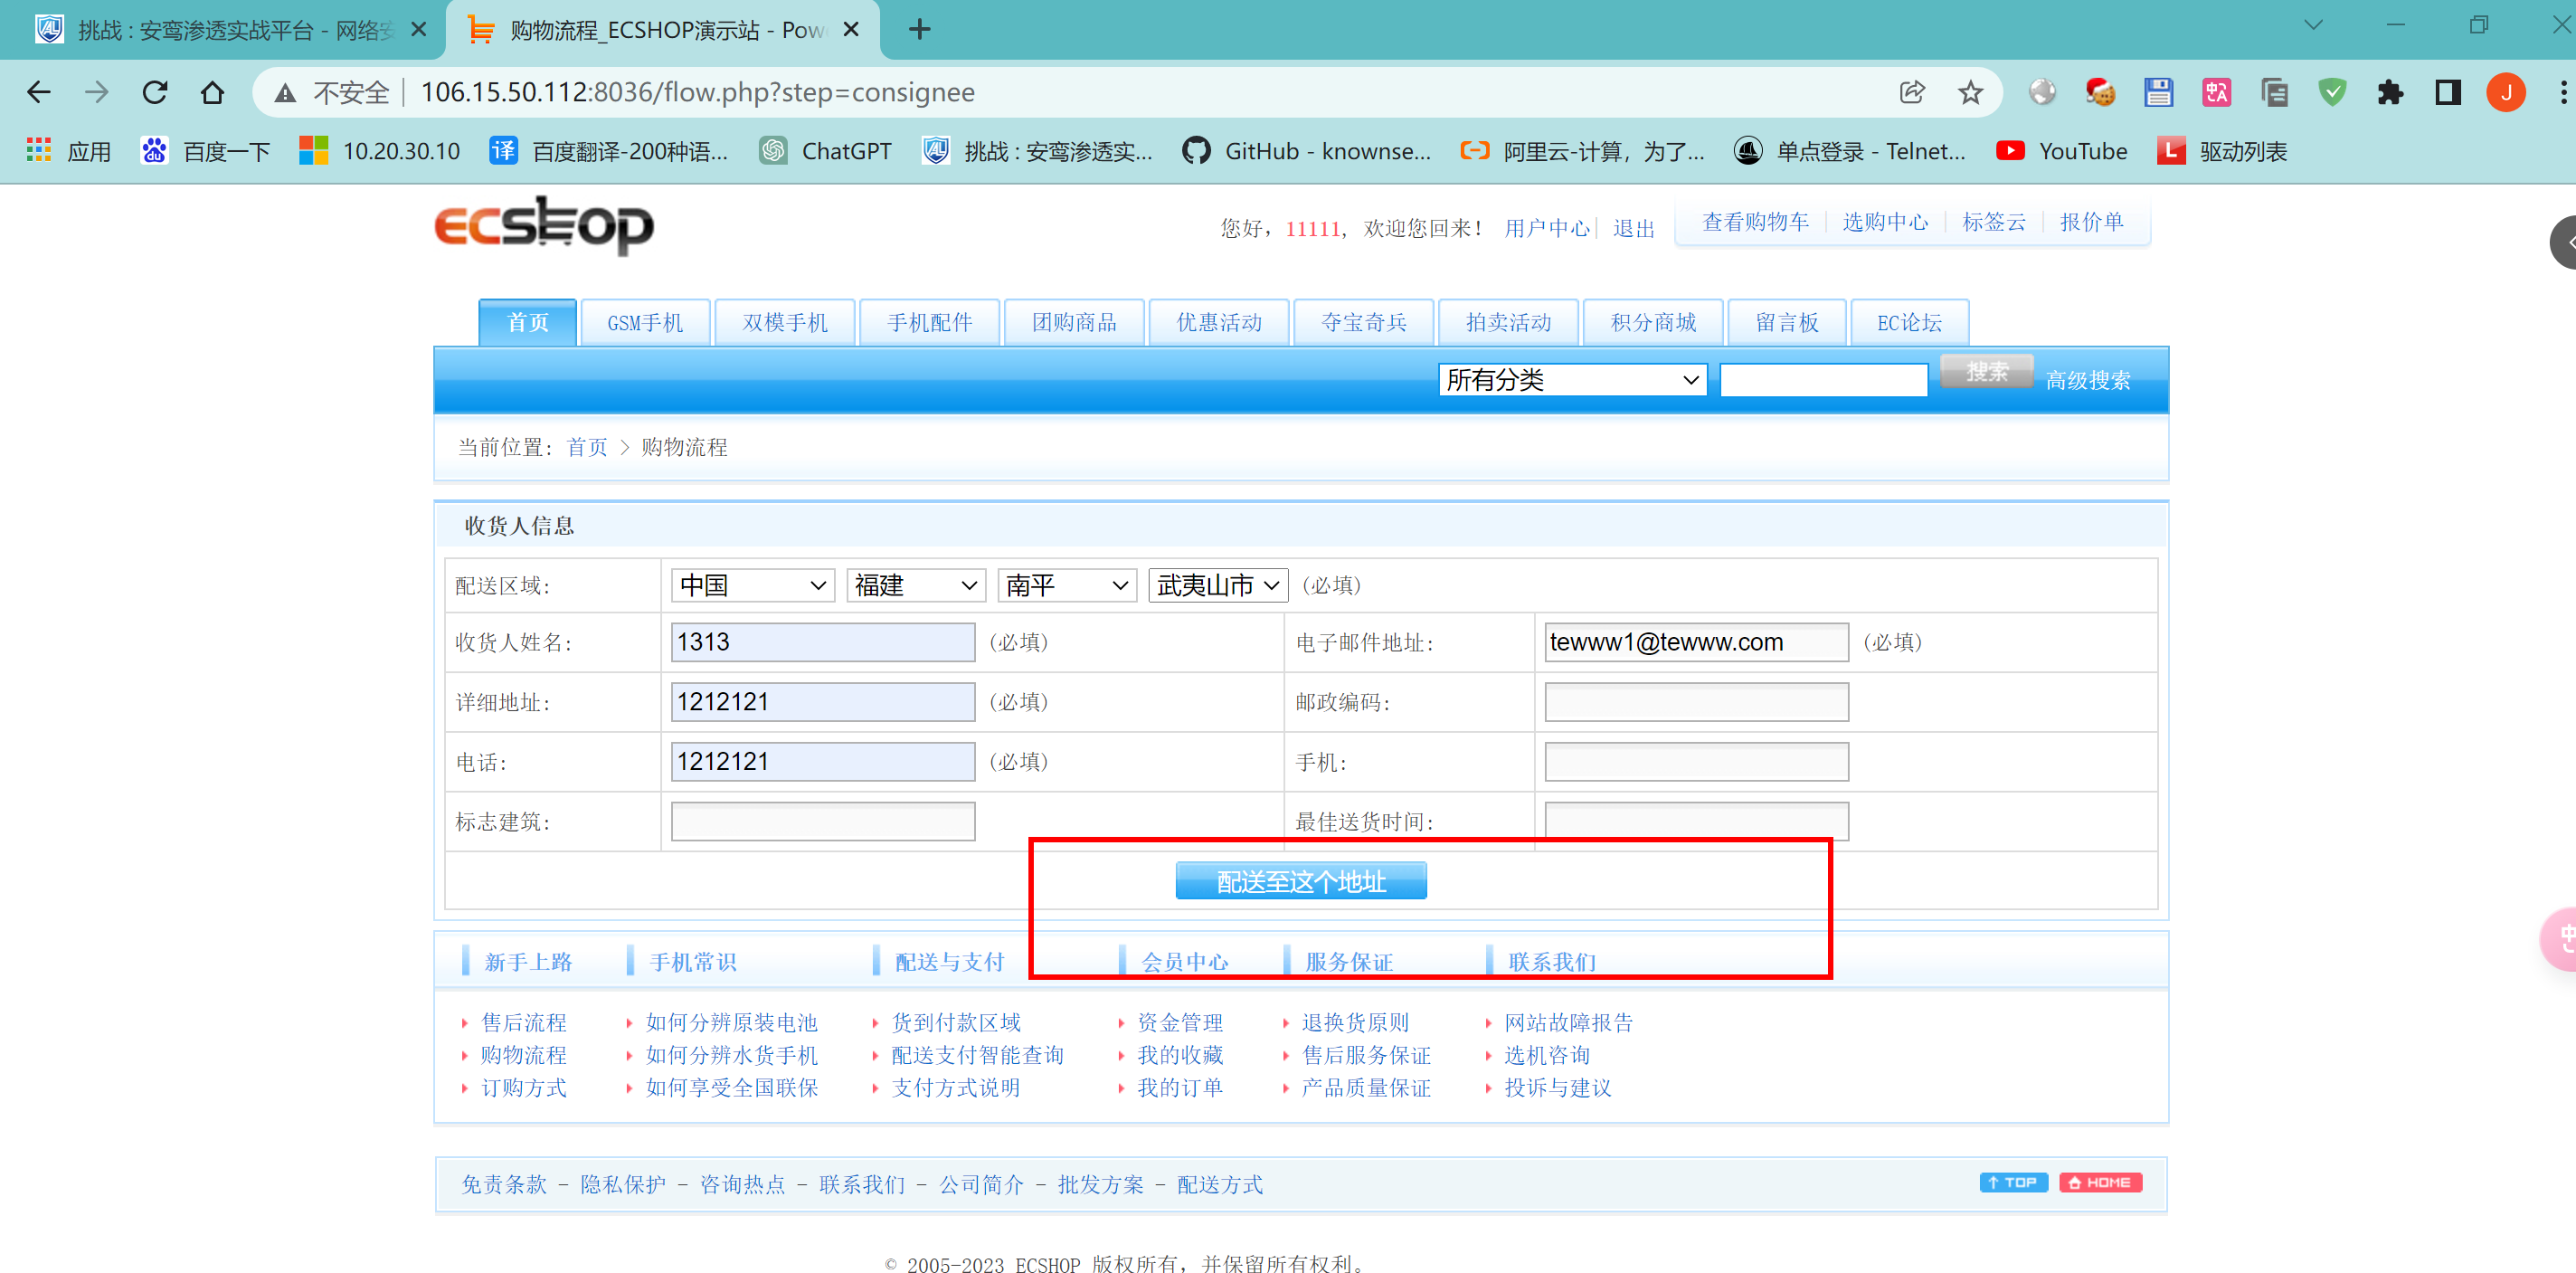 挑战 : 安鸾渗透实战平台 - 网络安
购物流程_ECSHOP演示站 - Pow
不安全 106.15.50.112:8036/flow.php?step=consignee
J
应用 百度一下 10.20.30.10 百度翻译-200种语... ChatGPT 挑战 : 安鸾渗透实... GitHub - knownse... 阿里云-计算，为了... 单点登录 - Telnet... YouTube 驱动列表
ECSHOP
您好，11111，欢迎您回来！ 用户中心| 退出
查看购物车 选购中心 标签云 报价单
首页 GSM手机 双模手机 手机配件 团购商品 优惠活动 夺宝奇兵 拍卖活动 积分商城 留言板 EC论坛
所有分类 搜索 高级搜索
当前位置: 首页 > 购物流程
收货人信息
配送区域: 中国 福建 南平 武夷山市 (必填)
收货人姓名: 1313 (必填) 电子邮件地址: tewww1@tewww.com (必填)
详细地址: 1212121 (必填) 邮政编码:
电话: 1212121 (必填) 手机:
标志建筑: 最佳送货时间:
配送至这个地址
新手上路 手机常识 配送与支付 会员中心 服务保证 联系我们
售后流程 如何分辨原装电池 货到付款区域 资金管理 退换货原则 网站故障报告
购物流程 如何分辨水货手机 配送支付智能查询 我的收藏 售后服务保证 选机咨询
订购方式 如何享受全国联保 支付方式说明 我的订单 产品质量保证 投诉与建议
免责条款 - 隐私保护 - 咨询热点 - 联系我们 - 公司简介 - 批发方案 - 配送方式
TOP HOME
© 2005-2023 ECSHOP 版权所有，并保留所有权利。